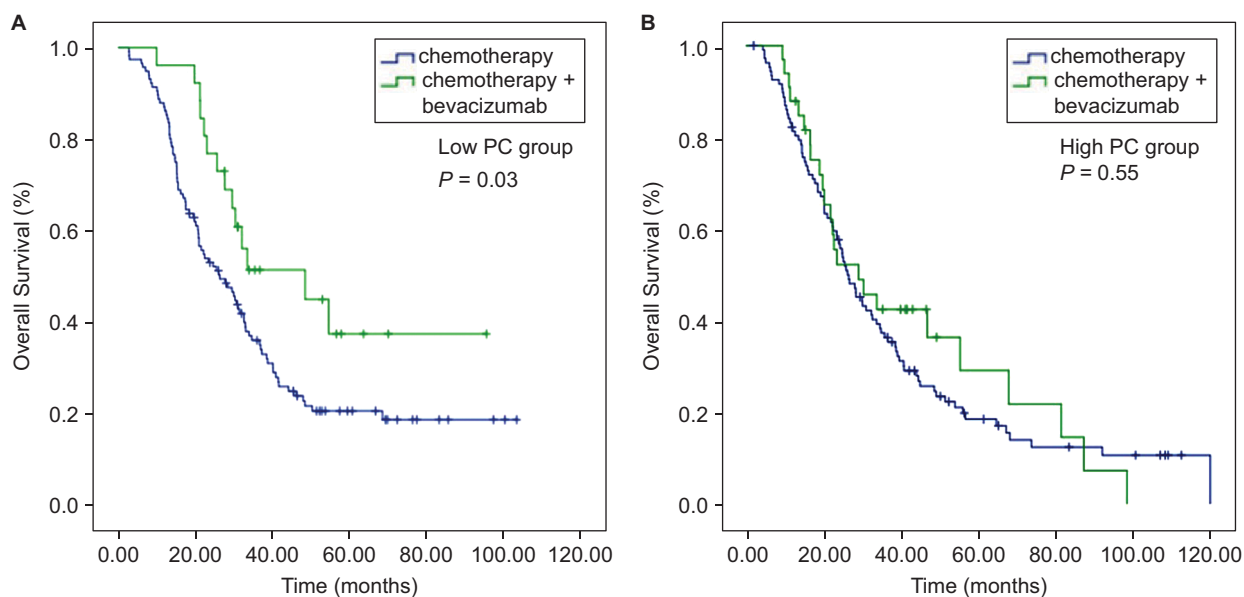 A
chemotherapy
chemotherapy +
bevacizumab
Low PC group
P = 0.03
Overall Survival (%)
1.0
0.8
0.6
0.4
0.2
0.0
0.00 20.00 40.00 60.00 80.00 100.00 120.00
Time (months)
B
chemotherapy
chemotherapy +
bevacizumab
High PC group
P = 0.55
Overall Survival (%)
1.0
0.8
0.6
0.4
0.2
0.0
0.00 20.00 40.00 60.00 80.00 100.00 120.00
Time (months)